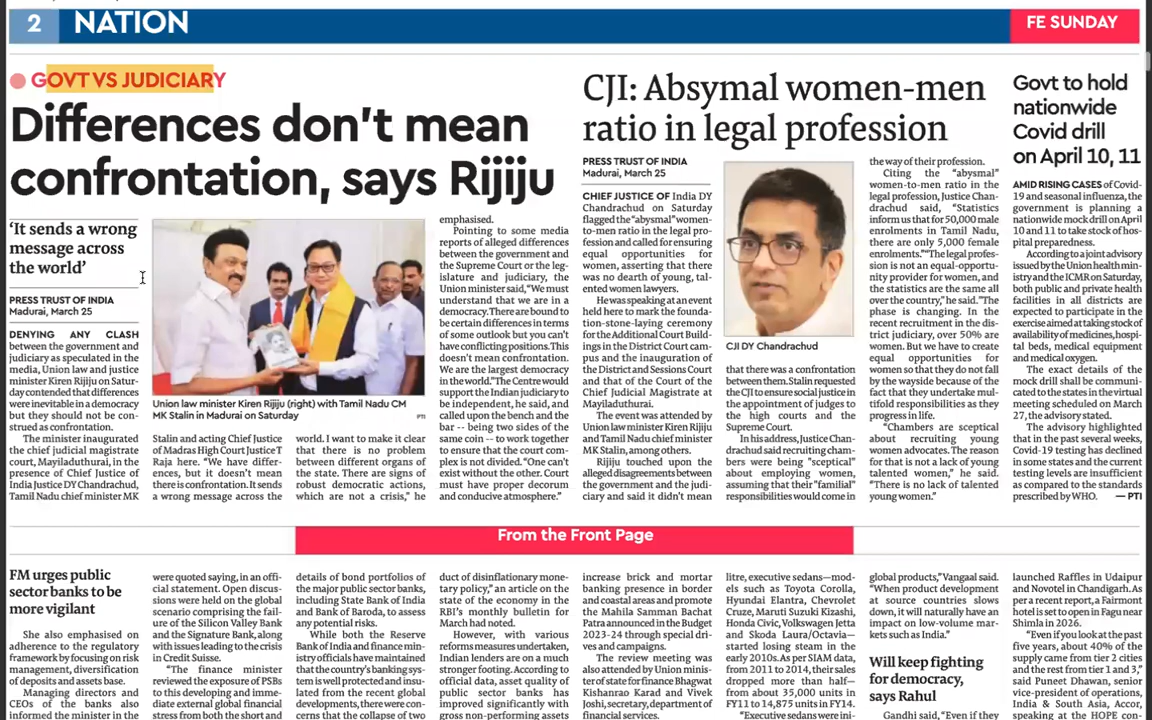 2 NATION
FE SUNDAY
GOVT VS JUDICIARY
Differences don't mean
confrontation, says Rijiju
'It sends a wrong
message across
the world'
PRESS TRUST OF INDIA
Madurai, March 25
DENYING ANY CLASH
between the government and
judiciary as speculated in the
media, Union law and justice
minister Kiren Rijiju on Satur-
day contended that differences
were inevitable in a democracy
but they should not be con-
strued as confrontation.
The minister inaugurated
the chief judicial magistrate
court, Mayiladuthurai, in the
presence of Chief Justice of
India Justice DY Chandrachud,
Tamil Nadu chief minister MK
Union law minister Kiren Rijiju (right) with Tamil Nadu CM
MK Stalin in Madurai on Saturday
PTI
Stalin and acting Chief Justice
of Madras High Court Justice T
Raja here. "We have differ-
ences, but it doesn't mean
there is confrontation. It sends
a wrong message across the
world. I want to make it clear
that there is no problem
between different organs of
the state. There are signs of
robust democratic actions,
which are not a crisis," he
emphasised.
Pointing to some media
reports of alleged differences
between the government and
the Supreme Court or the leg-
islature and judiciary, the
Union minister said, "We must
understand that we are in a
democracy. There are bound to
be certain differences in terms
of some outlook but you can't
have conflicting positions. This
doesn't mean confrontation.
We are the largest democracy
in the world." The Centre would
support the Indian judiciary to
be independent, he said, and
called upon the bench and the
bar -- being two sides of the
same coin -- to work together
to ensure that the court com-
plex is not divided. "One can't
exist without the other. Court
must have proper decorum
and conducive atmosphere."
CJI: Absymal women-men
ratio in legal profession
PRESS TRUST OF INDIA
Madurai, March 25
CHIEF JUSTICE OF India DY
Chandrachud on Saturday
flagged the "abysmal" women-
to-men ratio in the legal pro-
fession and called for ensuring
equal opportunities for
women, asserting that there
was no dearth of young, tal-
ented women lawyers.
He was speaking at an event
held here to mark the founda-
tion-stone-laying ceremony
for the Additional Court Build-
ings in the District Court cam-
pus and the inauguration of
the District and Sessions Court
and that of the Court of the
Chief Judicial Magistrate at
Mayiladuthurai.
The event was attended by
Union law minister Kiren Rijiju
and Tamil Nadu chief minister
MK Stalin, among others.
Rijiju touched upon the
alleged disagreements between
the government and the judi-
ciary and said it didn't mean
CJI DY Chandrachud
that there was a confrontation
between them. Stalin requested
the CJI to ensure social justice in
the appointment of judges to
the high courts and the
Supreme Court.
In his address, Justice Chan-
drachud said recruiting cham-
bers were being "sceptical"
about employing women,
assuming that their "familial"
responsibilities would come in
the way of their profession.
Citing the "abysmal"
women-to-men ratio in the
legal profession, Justice Chan-
drachud said, "Statistics
inform us that for 50,000 male
enrolments in Tamil Nadu,
there are only 5,000 female
enrolments." "The legal profes-
sion is not an equal-opportu-
nity provider for women, and
the statistics are the same all
over the country," he said. "The
phase is changing. In the
recent recruitment in the dis-
trict judiciary, over 50% are
women. But we have to create
equal opportunities for
women so that they do not fall
by the wayside because of the
fact that they undertake mul-
tifold responsibilities as they
progress in life.
"Chambers are sceptical
about recruiting young
women advocates. The reason
for that is not a lack of young
talented women," he said.
"There is no lack of talented
young women."
Govt to hold
nationwide
Covid drill
on April 10, 11
AMID RISING CASES of Covid-
19 and seasonal influenza, the
government is planning a
nationwide mock drill on April
10 and 11 to take stock of hos-
pital preparedness.
According to a joint advisory
issued by the Union health min-
istry and the ICMR on Saturday,
both public and private health
facilities in all districts are
expected to participate in the
exercise aimed at taking stock of
availability of medicines, hospi-
tal beds, medical equipment
and medical oxygen.
The exact details of the
mock drill shall be communi-
cated to the states in the virtual
meeting scheduled on March
27, the advisory stated.
The advisory highlighted
that in the past several weeks,
Covid-19 testing has declined
in some states and the current
testing levels are insufficient
as compared to the standards
prescribed by WHO. — PTI
From the Front Page
FM urges public
sector banks to be
more vigilant
She also emphasised on
adherence to the regulatory
framework by focusing on risk
management, diversification
of deposits and assets base.
Managing directors and
CEOs of the banks also
informed the minister in the
were quoted saying, in an offi-
cial statement. Open discus-
sions were held on the global
scenario comprising the fail-
ure of the Silicon Valley Bank
and the Signature Bank, along
with issues leading to the crisis
in Credit Suisse.
"The finance minister
reviewed the exposure of PSBs
to this developing and imme-
diate external global financial
stress from both the short and
details of bond portfolios of
the major public sector banks,
including State Bank of India
and Bank of Baroda, to assess
any potential risks.
While both the Reserve
Bank of India and finance min-
istry officials have maintained
that the country's banking sys-
tem is well protected and insu-
lated from the recent global
developments, there were con-
cerns that the collapse of two
duct of disinflationary mone-
tary policy," an article on the
state of the economy in the
RBI's monthly bulletin for
March had noted.
However, with various
reforms measures undertaken,
Indian lenders are on a much
stronger footing. According to
official data, asset quality of
public sector banks has
improved significantly with
gross non-performing assets
increase brick and mortar
banking presence in border
and coastal areas and promote
the Mahila Samman Bachat
Patra announced in the Budget
2023-24 through special dri-
ves and campaigns.
The review meeting was
also attended by Union minis-
ter of state for finance Bhagwat
Kishanrao Karad and Vivek
Joshi, secretary, department of
financial services.
litre, executive sedans—mod-
els such as Toyota Corolla,
Hyundai Elantra, Chevrolet
Cruze, Maruti Suzuki Kizashi,
Honda Civic, Volkswagen Jetta
and Skoda Laura/Octavia—
started losing steam in the
early 2010s. As per SIAM data,
from 2011 to 2014, their sales
dropped more than half—
from about 35,000 units in
FY11 to 14,875 units in FY14.
"Executive sedans were ini-
global products," Vangaal said.
"When product development
at source countries slows
down, it will naturally have an
impact on low-volume mar-
kets such as India."
Will keep fighting
for democracy,
says Rahul
Gandhi said, "Even if they
launched Raffles in Udaipur
and Novotel in Chandigarh. As
per a recent report, a Fairmont
hotel is set to open in Fagu near
Shimla in 2026.
"Even if you look at the past
five years, about 40% of the
supply came from tier 2 cities
and the rest from tier 1 and 3,"
said Puneet Dhawan, senior
vice-president of operations,
India & South Asia, Accor,
speaking at the HOPE con-